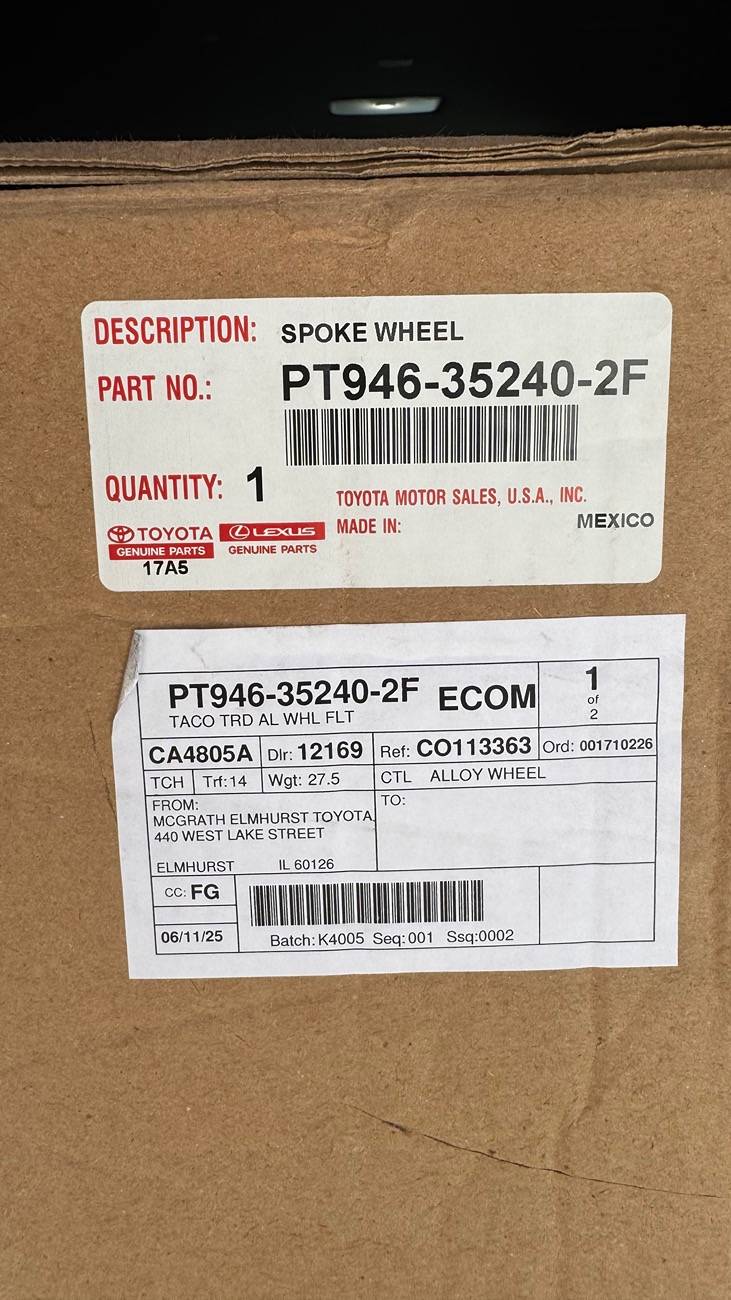 DESCRIPTION: SPOKE WHEEL
PART NO.: PT946-35240-2F
QUANTITY: 1
TOYOTA MOTOR SALES, U.S.A., INC.
MADE IN: MEXICO
TOYOTA LEXUS
GENUINE PARTS GENUINE PARTS
17A5
PT946-35240-2F ECOM 1 of 2
TACO TRD AL WHL FLT
CA4805A Dlr: 12169 Ref: CO113363 Ord: 001710226
TCH Trf: 14 Wgt: 27.5 CTL ALLOY WHEEL
FROM: TO:
MCGRATH ELMHURST TOYOTA
440 WEST LAKE STREET
ELMHURST IL 60126
CC: FG
06/11/25 Batch: K4005 Seq: 001 Ssq:0002